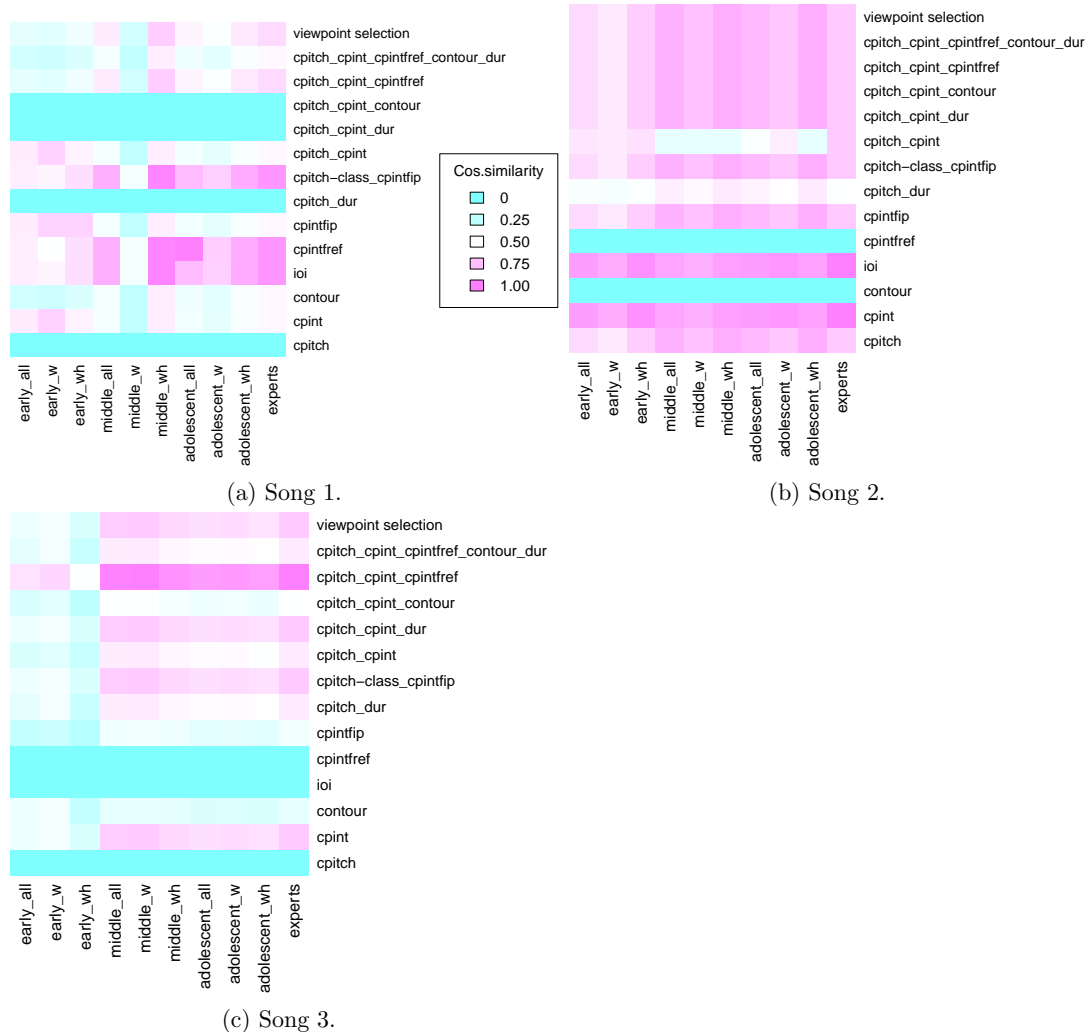 viewpoint selection
cpitch_cpint_cpintfref_contour_dur
cpitch_cpint_cpintfref
cpitch_cpint_contour
cpitch_cpint_dur
cpitch_cpint
cpitch−class_cpintfip
cpitch_dur
cpintfip
cpintfref
ioi
contour
cpint
cpitch
early_all
early_w
early_wh
middle_all
middle_w
middle_wh
adolescent_all
adolescent_w
adolescent_wh
experts
(a) Song 1.
Cos.similarity
0
0.25
0.50
0.75
1.00
viewpoint selection
cpitch_cpint_cpintfref_contour_dur
cpitch_cpint_cpintfref
cpitch_cpint_contour
cpitch_cpint_dur
cpitch_cpint
cpitch−class_cpintfip
cpitch_dur
cpintfip
cpintfref
ioi
contour
cpint
cpitch
early_all
early_w
early_wh
middle_all
middle_w
middle_wh
adolescent_all
adolescent_w
adolescent_wh
experts
(b) Song 2.
viewpoint selection
cpitch_cpint_cpintfref_contour_dur
cpitch_cpint_cpintfref
cpitch_cpint_contour
cpitch_cpint_dur
cpitch_cpint
cpitch−class_cpintfip
cpitch_dur
cpintfip
cpintfref
ioi
contour
cpint
cpitch
early_all
early_w
early_wh
middle_all
middle_w
middle_wh
adolescent_all
adolescent_w
adolescent_wh
experts
(c) Song 3.